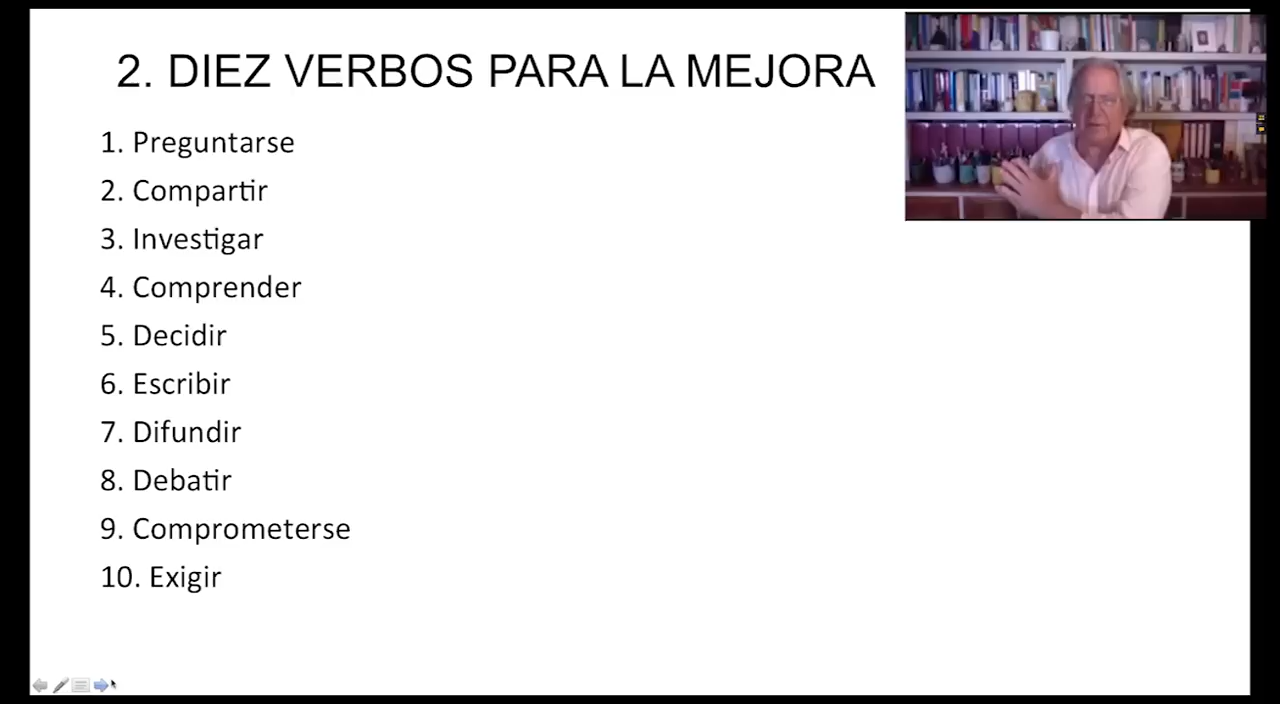 2. DIEZ VERBOS PARA LA MEJORA
1. Preguntarse
2. Compartir
3. Investigar
4. Comprender
5. Decidir
6. Escribir
7. Difundir
8. Debatir
9. Comprometerse
10. Exigir